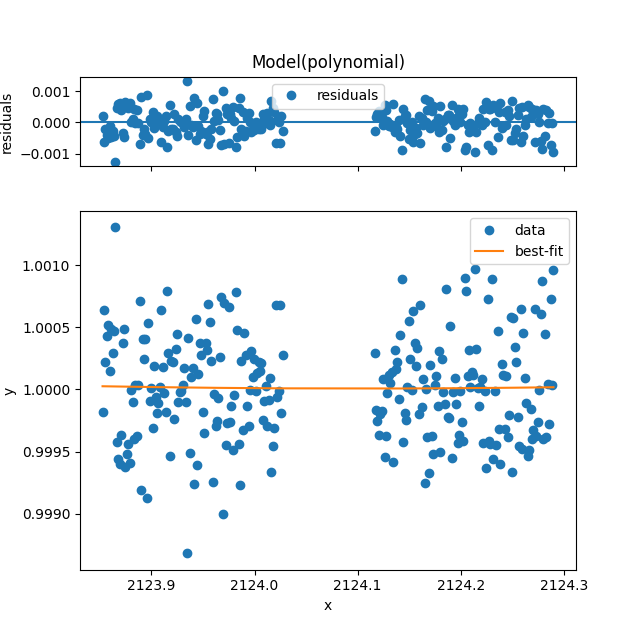 Model(polynomial)
residuals
0.001
0.000
−0.001
residuals
data
best-fit
y
1.0010
1.0005
1.0000
0.9995
0.9990
2123.9 2124.0 2124.1 2124.2 2124.3
x